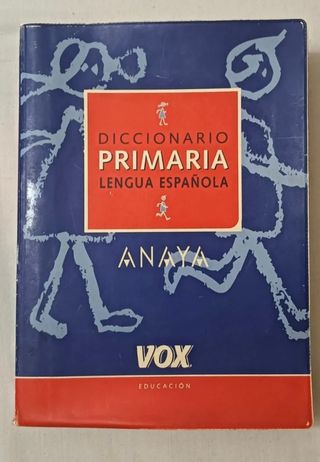 DICCIONARIO
PRIMARIA
LENGUA ESPAÑOLA
ANAYA
VOX
EDUCACIÓN